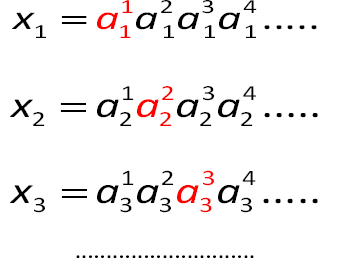 x₁ = a₁¹a₁²a₁³a₁⁴.....
x₂ = a₂¹a₂²a₂³a₂⁴.....
x₃ = a₃¹a₃²a₃³a₃⁴.....
.............................